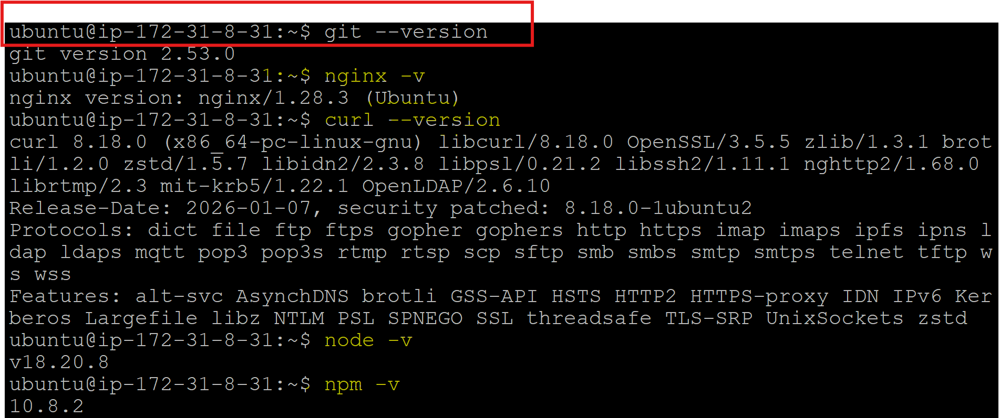 ubuntu@ip-172-31-8-31:~$ git --version
git version 2.53.0
ubuntu@ip-172-31-8-31:~$ nginx -v
nginx version: nginx/1.28.3 (Ubuntu)
ubuntu@ip-172-31-8-31:~$ curl --version
curl 8.18.0 (x86_64-pc-linux-gnu) libcurl/8.18.0 OpenSSL/3.5.5 zlib/1.3.1 brot
li/1.2.0 zstd/1.5.7 libidn2/2.3.8 libpsl/0.21.2 libssh2/1.11.1 nghttp2/1.68.0
librtmp/2.3 mit-krb5/1.22.1 OpenLDAP/2.6.10
Release-Date: 2026-01-07, security patched: 8.18.0-1ubuntu2
Protocols: dict file ftp ftps gopher gophers http https imap imaps ipfs ipns l
dap ldaps mqtt pop3 pop3s rtmp rtsp scp sftp smb smbs smtp smtps telnet tftp w
s wss
Features: alt-svc AsynchDNS brotli GSS-API HSTS HTTP2 HTTPS-proxy IDN IPv6 Ker
beros Largefile libz NTLM PSL SPNEGO SSL threadsafe TLS-SRP UnixSockets zstd
ubuntu@ip-172-31-8-31:~$ node -v
v18.20.8
ubuntu@ip-172-31-8-31:~$ npm -v
10.8.2